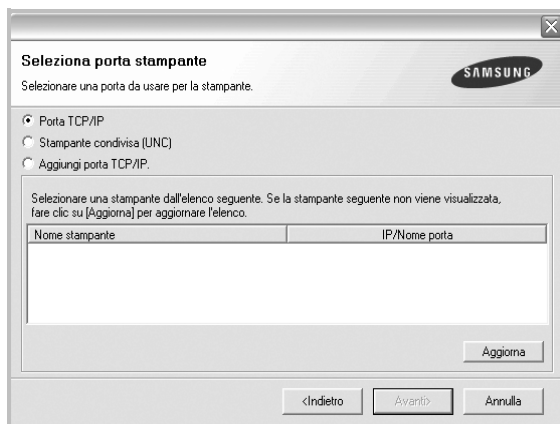 Seleziona porta stampante
Selezionare una porta da usare per la stampante.
SAMSUNG
Porta TCP/IP
Stampante condivisa (UNC)
Aggiungi porta TCP/IP.
Selezionare una stampante dall'elenco seguente. Se la stampante seguente non viene visualizzata,
fare clic su [Aggiorna] per aggiornare l'elenco.
Nome stampante IP/Nome porta
Aggiorna
<Indietro Avanti> Annulla